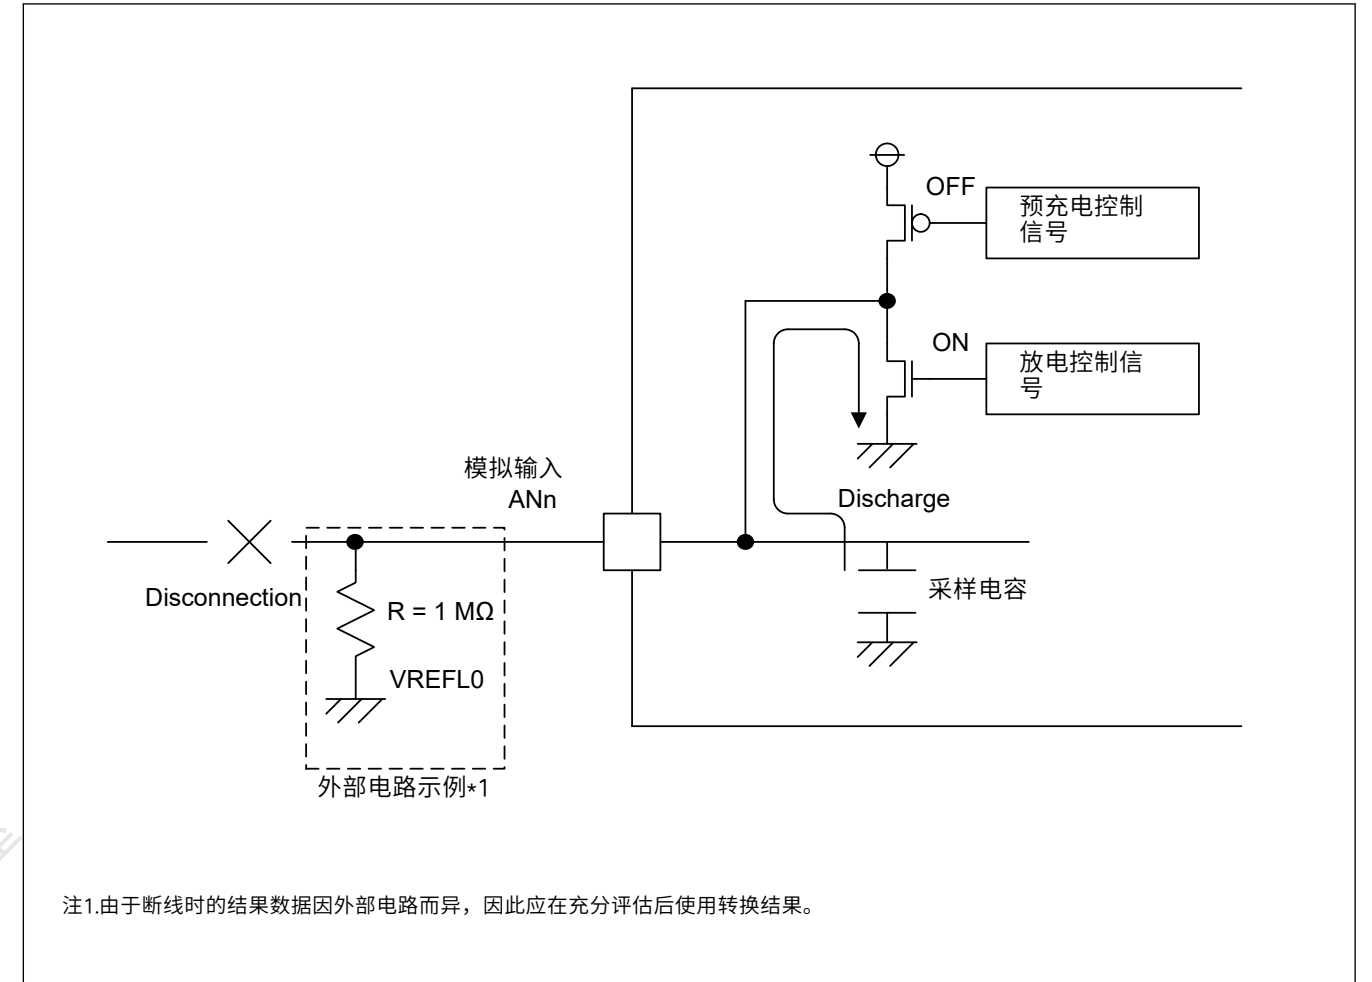 OFF
预充电控制
信号
ON
放电控制信
号
模拟输入
ANn
Discharge
Disconnection
R = 1 MΩ
采样电容
VREFL0
外部电路示例*1
注1.由于断线时的结果数据因外部电路而异，因此应在充分评估后使用转换结果。